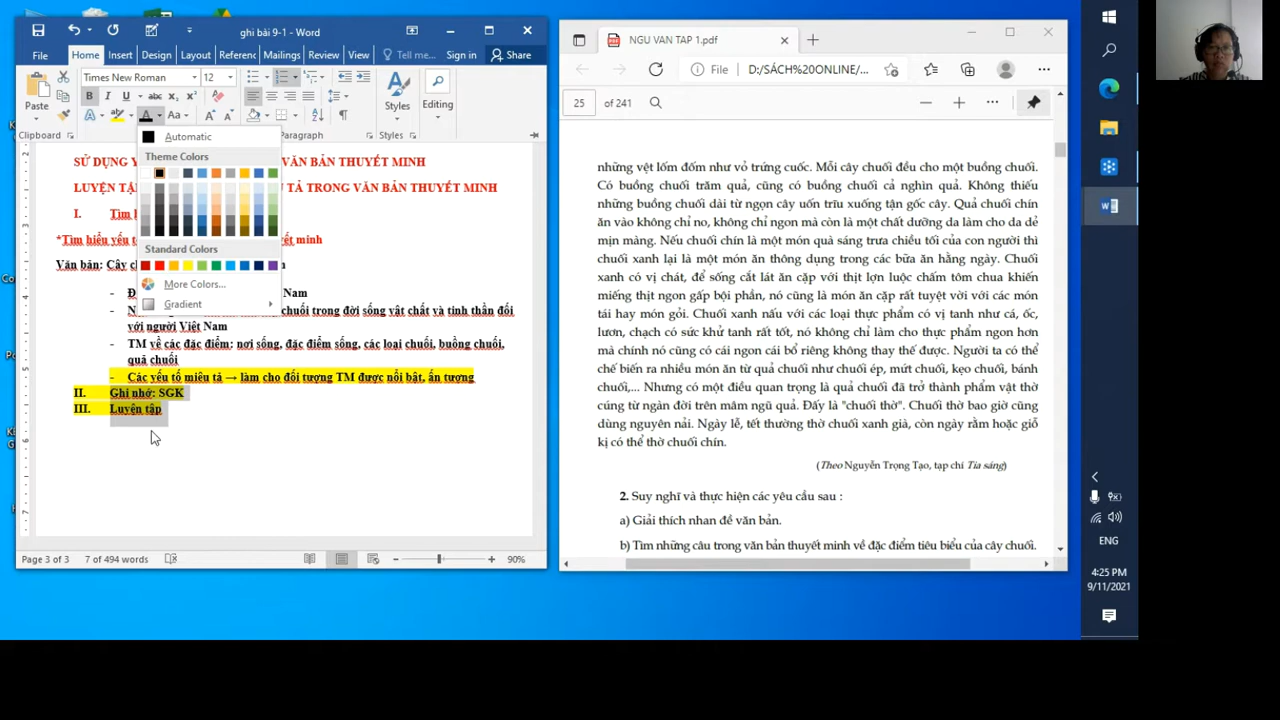 ghi bài 9-1 - Word
File Home Insert Design Layout Referenc Mailings Review View Tell me... Sign in Share
Times New Roman 12
Paste
Styles
Editing
Clipboard
Styles
Automatic
Theme Colors
Standard Colors
More Colors...
Gradient
SỬ DỤNG Y VĂN BẢN THUYẾT MINH
LUYỆN TẬP TẢ TRONG VĂN BẢN THUYẾT MINH
I. Tìm h
*Tìm hiểu yếu tố yết minh
Văn bản: Cây ch
- Đ Nam
chuối trong đời sống vật chất và tinh thần đối
với người Việt Nam
- TM về các đặc điểm: nơi sống, đặc điểm sống, các loại chuối, buồng chuối,
quả chuối
- Các yếu tố miêu tả → làm cho đối tượng TM được nổi bật, ấn tượng
II. Ghi nhớ: SGK
III. Luyện tập
Page 3 of 3 7 of 494 words 90%
NGU VAN TAP 1.pdf
File D:/SÁCH%20ONLINE/...
25 of 241
những vệt lốm đốm như vỏ trứng cuốc. Mỗi cây chuối đều cho một buồng chuối.
Có buồng chuối trăm quả, cũng có buồng chuối cả nghìn quả. Không thiếu
những buồng chuối dài từ ngọn cây uốn trĩu xuống tận gốc cây. Quả chuối chín
ăn vào không chỉ no, không chỉ ngon mà còn là một chất dưỡng da làm cho da dẻ
mịn màng. Nếu chuối chín là một món quà sáng trưa chiều tối của con người thì
chuối xanh lại là một món ăn thông dụng trong các bữa ăn hằng ngày. Chuối
xanh có vị chát, để sống cắt lát ăn cặp với thịt lợn luộc chấm tôm chua khiến
miếng thịt ngon gấp bội phần, nó cũng là món ăn cặp rất tuyệt vời với các món
tái hay món gỏi. Chuối xanh nấu với các loại thực phẩm có vị tanh như cá, ốc,
lươn, chạch có sức khử tanh rất tốt, nó không chỉ làm cho thực phẩm ngon hơn
mà chính nó cũng có cái ngon cái bổ riêng không thay thế được. Người ta có thể
chế biến ra nhiều món ăn từ quả chuối như chuối ép, mứt chuối, kẹo chuối, bánh
chuối,... Nhưng có một điều quan trọng là quả chuối đã trở thành phẩm vật thờ
cúng từ ngàn đời trên mâm ngũ quả. Đấy là "chuối thờ". Chuối thờ bao giờ cũng
dùng nguyên nải. Ngày lễ, tết thường thờ chuối xanh già, còn ngày rằm hoặc giỗ
kị có thể thờ chuối chín.
(Theo Nguyễn Trọng Tạo, tạp chí Tia sáng)
2. Suy nghĩ và thực hiện các yêu cầu sau :
a) Giải thích nhan đề văn bản.
b) Tìm những câu trong văn bản thuyết minh về đặc điểm tiêu biểu của cây chuối.
ENG
4:25 PM
9/11/2021